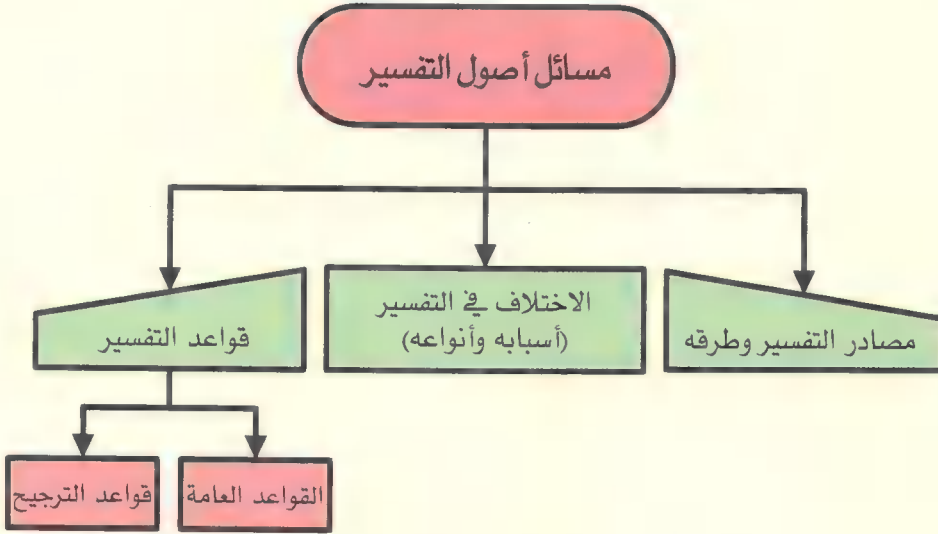 مسائل أصول التفسير
مصادر التفسير وطرقه
الاختلاف في التفسير
(أسبابه وأنواعه)
قواعد التفسير
القواعد العامة
قواعد الترجيح